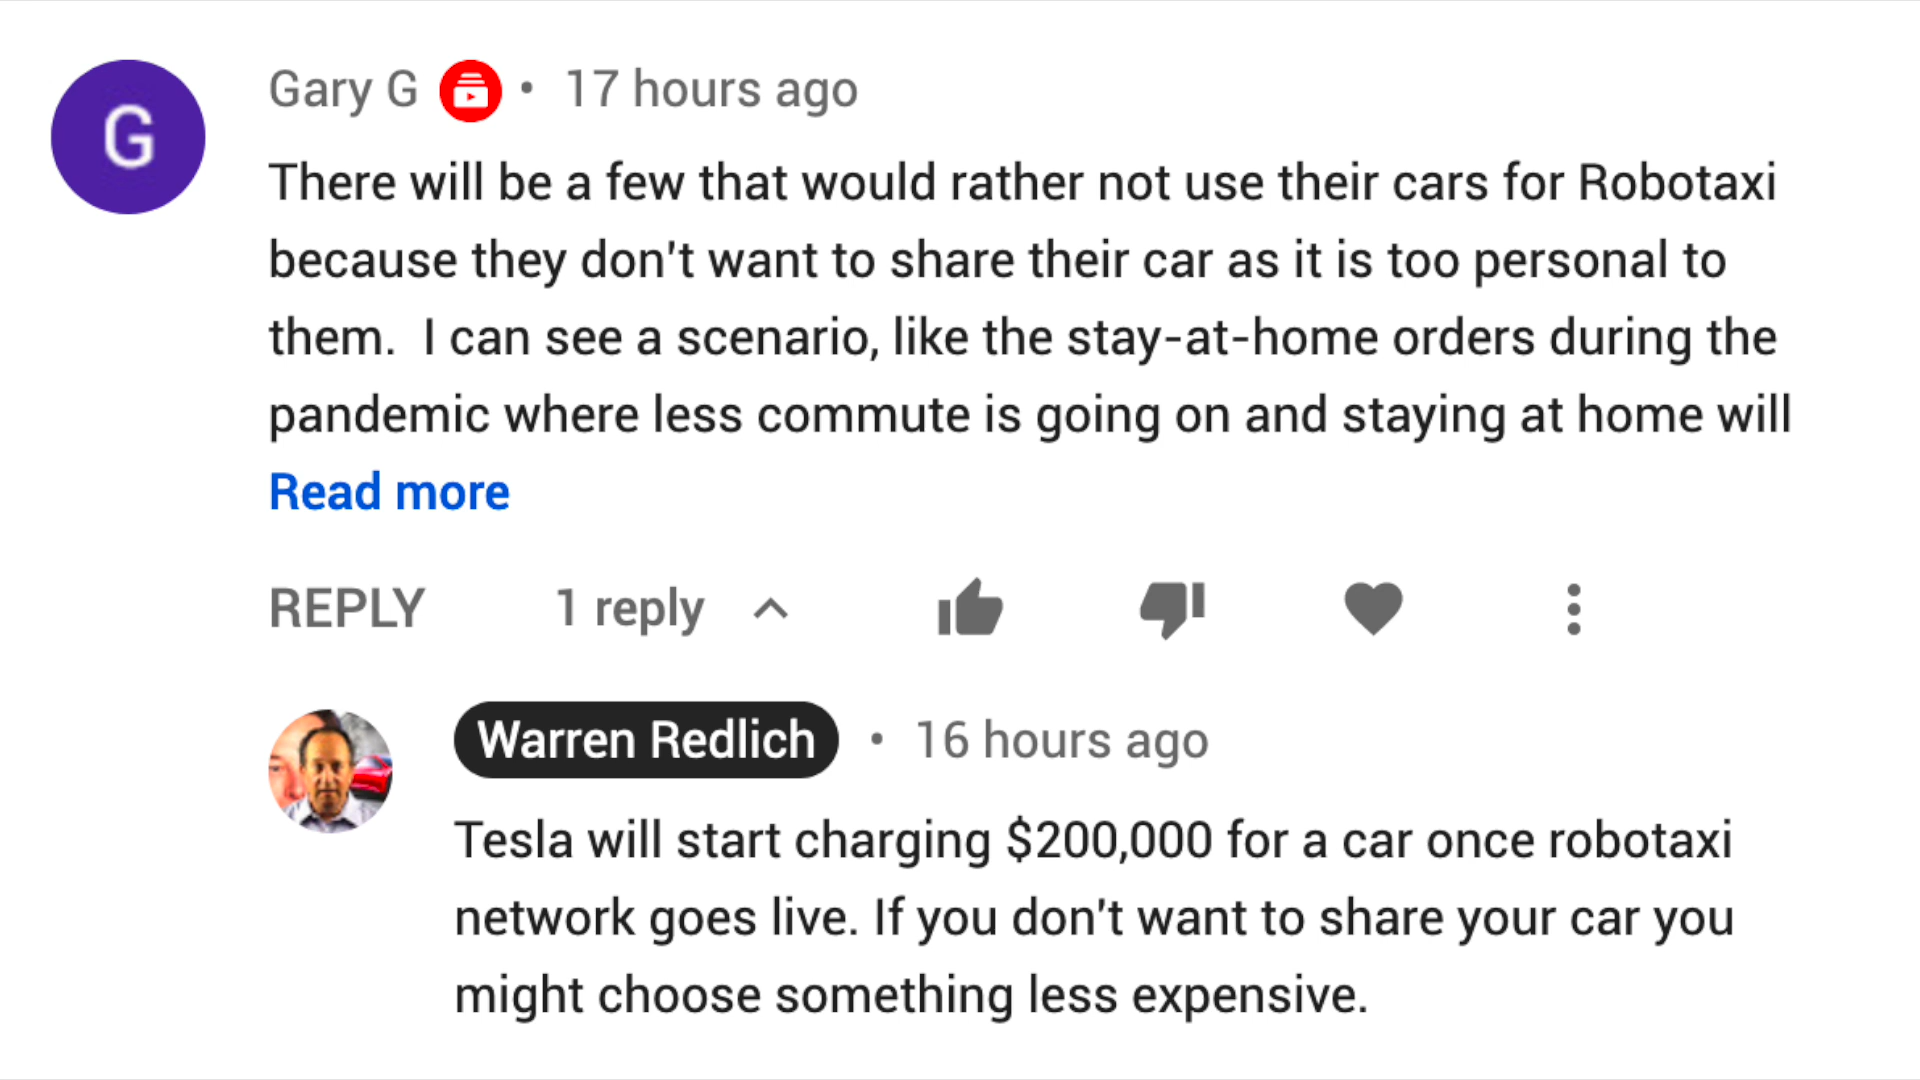 G
Gary G • 17 hours ago
There will be a few that would rather not use their cars for Robotaxi
because they don't want to share their car as it is too personal to
them.  I can see a scenario, like the stay-at-home orders during the
pandemic where less commute is going on and staying at home will
Read more
REPLY 1 reply
Warren Redlich • 16 hours ago
Tesla will start charging $200,000 for a car once robotaxi
network goes live. If you don't want to share your car you
might choose something less expensive.